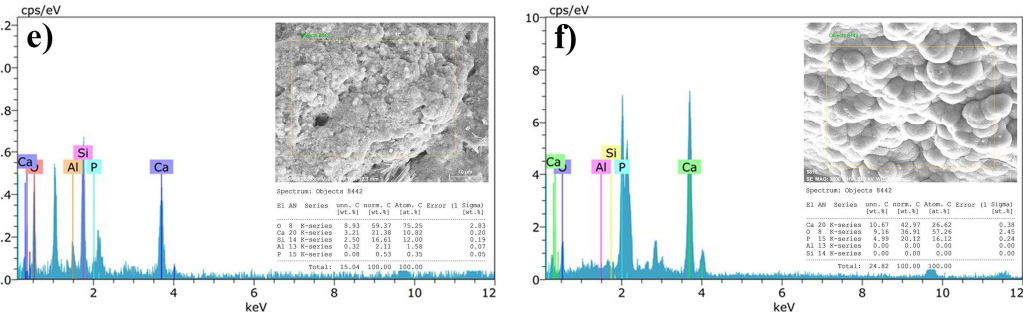 cps/eV
e)
.2
.0
.8
.6
.4
.2
.0
Ca
O
Al
Si
P
Ca
10 µm
Spectrum: Objects 8442
El AN Series unn. C norm. C Atom. C Error (1 Sigma)
[wt.%] [wt.%] [at.%] [wt.%]
O 8 K-series 8.93 59.37 75.25 2.83
Ca 20 K-series 3.21 21.38 10.82 0.20
Si 14 K-series 2.50 16.61 12.00 0.19
Al 13 K-series 0.32 2.11 1.58 0.07
P 15 K-series 0.08 0.53 0.35 0.05
Total: 15.04 100.00 100.00
2 4 6 8 10 12
keV
cps/eV
f)
10
8
6
4
2
0
Ca
O
Al
Si
P
Ca
SE MAG:
Spectrum: Objects 8442
El AN Series unn. C norm. C Atom. C Error (1 Sigma)
[wt.%] [wt.%] [at.%] [wt.%]
Ca 20 K-series 10.67 42.97 26.62 0.38
O 8 K-series 9.16 36.91 57.26 2.45
P 15 K-series 4.99 20.12 16.12 0.24
Al 13 K-series 0.00 0.00 0.00 0.00
Si 14 K-series 0.00 0.00 0.00 0.00
Total: 24.82 100.00 100.00
2 4 6 8 10 12
keV